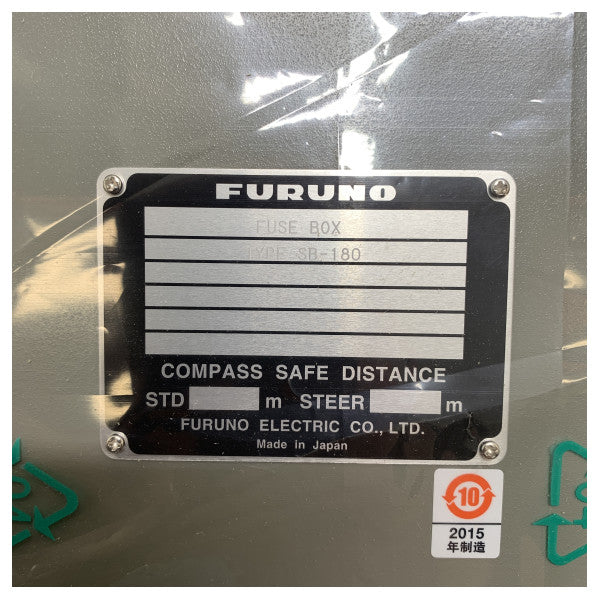 FURUNO
FUSE BOX
TYPE SB-180
COMPASS SAFE DISTANCE
STD m STEER m
FURUNO ELECTRIC CO., LTD.
Made in Japan
10
2015
年制造